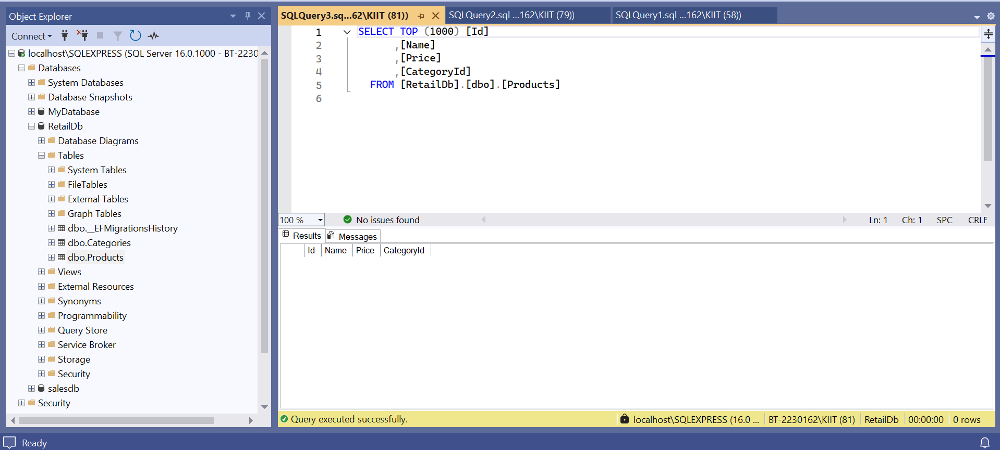 Object Explorer
Connect
localhost\SQLEXPRESS (SQL Server 16.0.1000 - BT-2230
Databases
System Databases
Database Snapshots
MyDatabase
RetailDb
Database Diagrams
Tables
System Tables
FileTables
External Tables
Graph Tables
dbo.__EFMigrationsHistory
dbo.Categories
dbo.Products
Views
External Resources
Synonyms
Programmability
Query Store
Service Broker
Storage
Security
salesdb
Security
SQLQuery3.sq...62\KIIT (81))
SQLQuery2.sql ...162\KIIT (79))
SQLQuery1.sql ...162\KIIT (58))
1 SELECT TOP (1000) [Id]
2 ,[Name]
3 ,[Price]
4 ,[CategoryId]
5 FROM [RetailDb].[dbo].[Products]
6
100 % No issues found Ln: 1 Ch: 1 SPC CRLF
Results Messages
Id Name Price CategoryId
Query executed successfully. localhost\SQLEXPRESS (16.0 ... BT-2230162\KIIT (81) RetailDb 00:00:00 0 rows
Ready